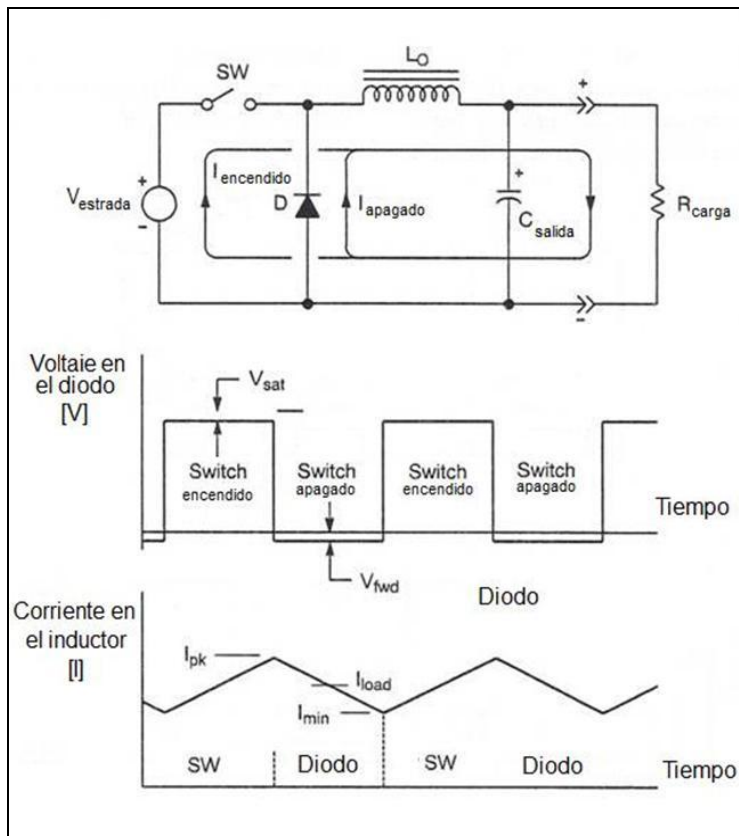 SW
LO
+
+
-
Vestrada
Iencendido
D
Iapagado
+
Csalida
Rcarga
-
Voltaie en
el diodo
[V]
Vsat
Switch
encendido
Switch
apagado
Switch
encendido
Switch
apagado
Tiempo
Vfwd
Diodo
Corriente en
el inductor
[I]
Ipk
Iload
Imin
SW
Diodo
SW
Diodo
Tiempo